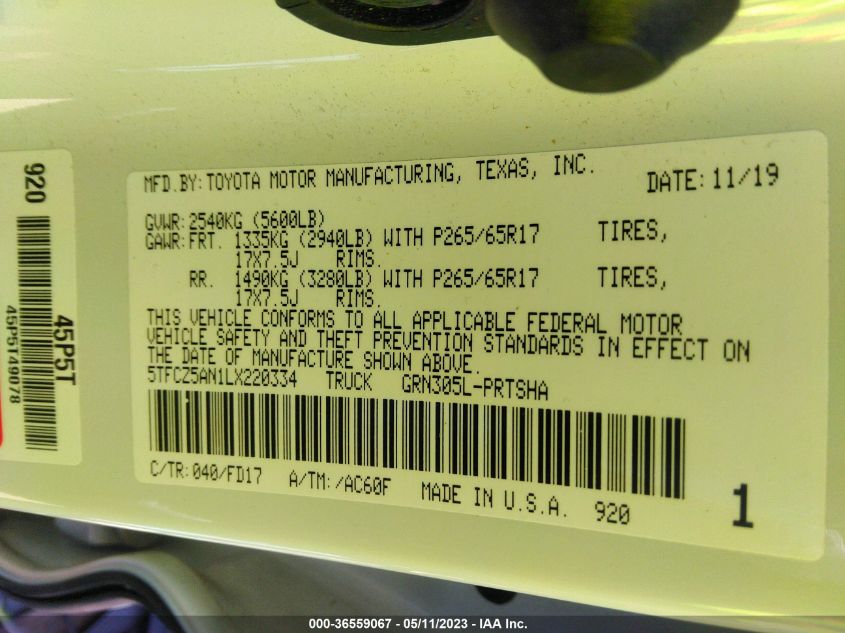 MFD.BY: TOYOTA MOTOR MANUFACTURING, TEXAS, INC. DATE: 11/19
GVWR: 2540KG (5600LB)
GAWR: FRT. 1335KG (2940LB) WITH P265/65R17 TIRES,
17X7.5J RIMS.
RR. 1490KG (3280LB) WITH P265/65R17 TIRES,
17X7.5J RIMS.
THIS VEHICLE CONFORMS TO ALL APPLICABLE FEDERAL MOTOR
VEHICLE SAFETY AND THEFT PREVENTION STANDARDS IN EFFECT ON
THE DATE OF MANUFACTURE SHOWN ABOVE.
5TFCZ5AN1LX220334 TRUCK GRN305L-PRTSHA
C/TR: 040/FD17 A/TM: /AC60F MADE IN U.S.A. 920 1
920
45P5T
45P5149078
000-36559067 - 05/11/2023 - IAA Inc.